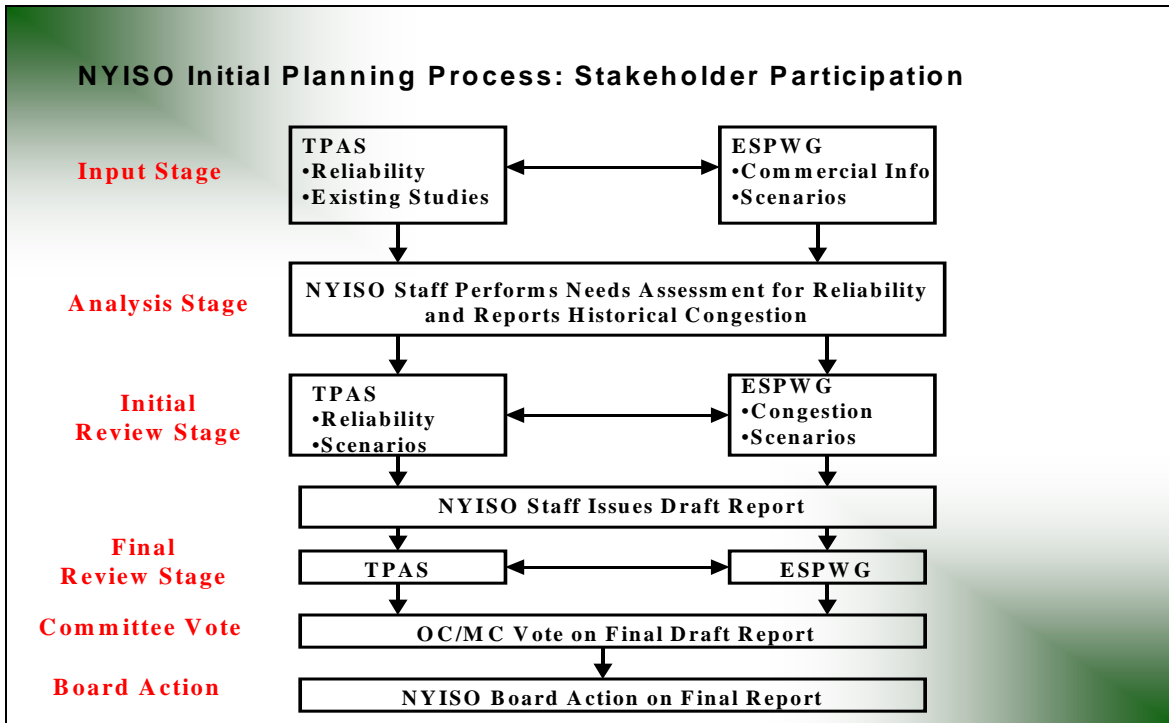 NYISO Initial Planning Process: Stakeholder Participation
Input Stage
TPAS
•Reliability
•Existing Studies
ESPWG
•Commercial Info
•Scenarios
Analysis Stage
NYISO Staff Performs Needs Assessment for Reliability
and Reports Historical Congestion
Initial
Review Stage
TPAS
•Reliability
•Scenarios
ESPWG
•Congestion
•Scenarios
NYISO Staff Issues Draft Report
Final
Review Stage
TPAS
ESPWG
Committee Vote
OC/MC Vote on Final Draft Report
Board Action
NYISO Board Action on Final Report